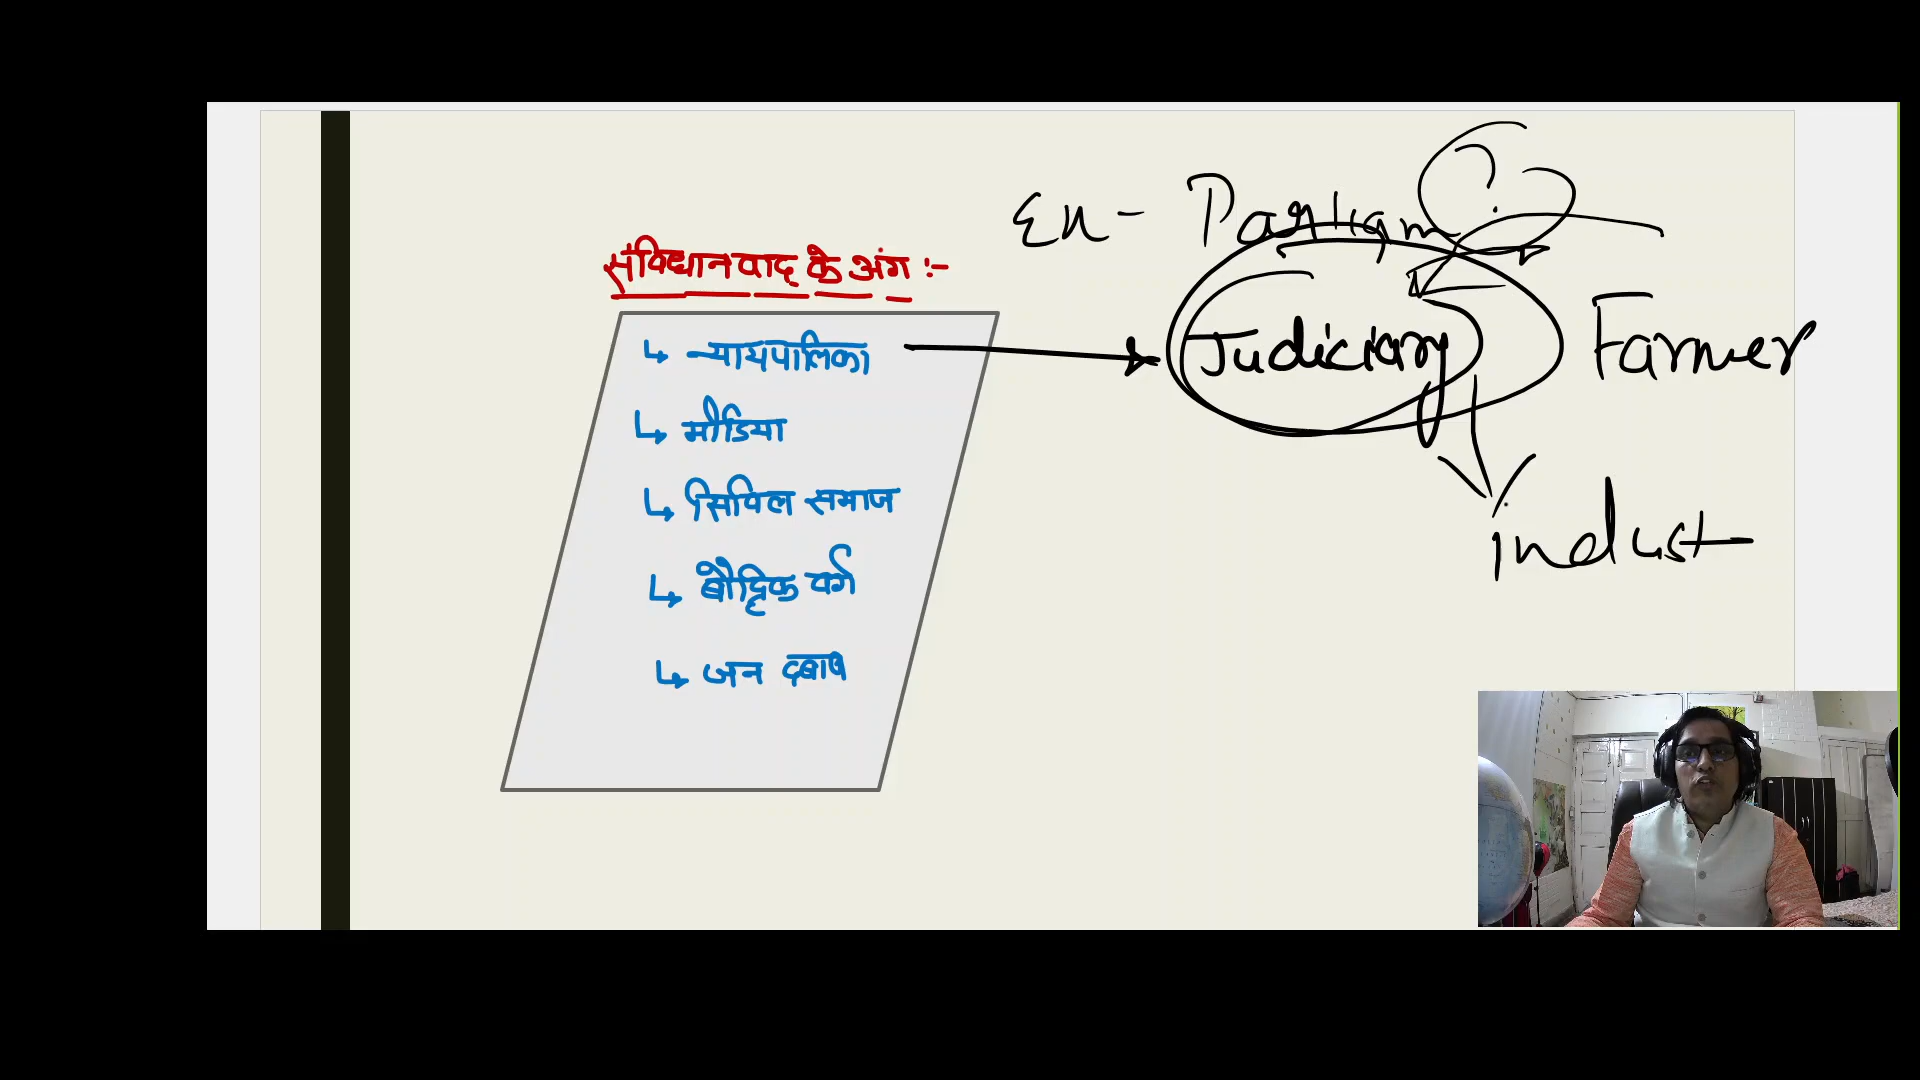 संविधानवाद के अंग :-
↳ न्यायपालिका
↳ मीडिया
↳ सिविल समाज
↳ बौद्धिक वर्ग
↳ जन दबाव
Ex - Parliam ?
Judiciary
Farmer
indust